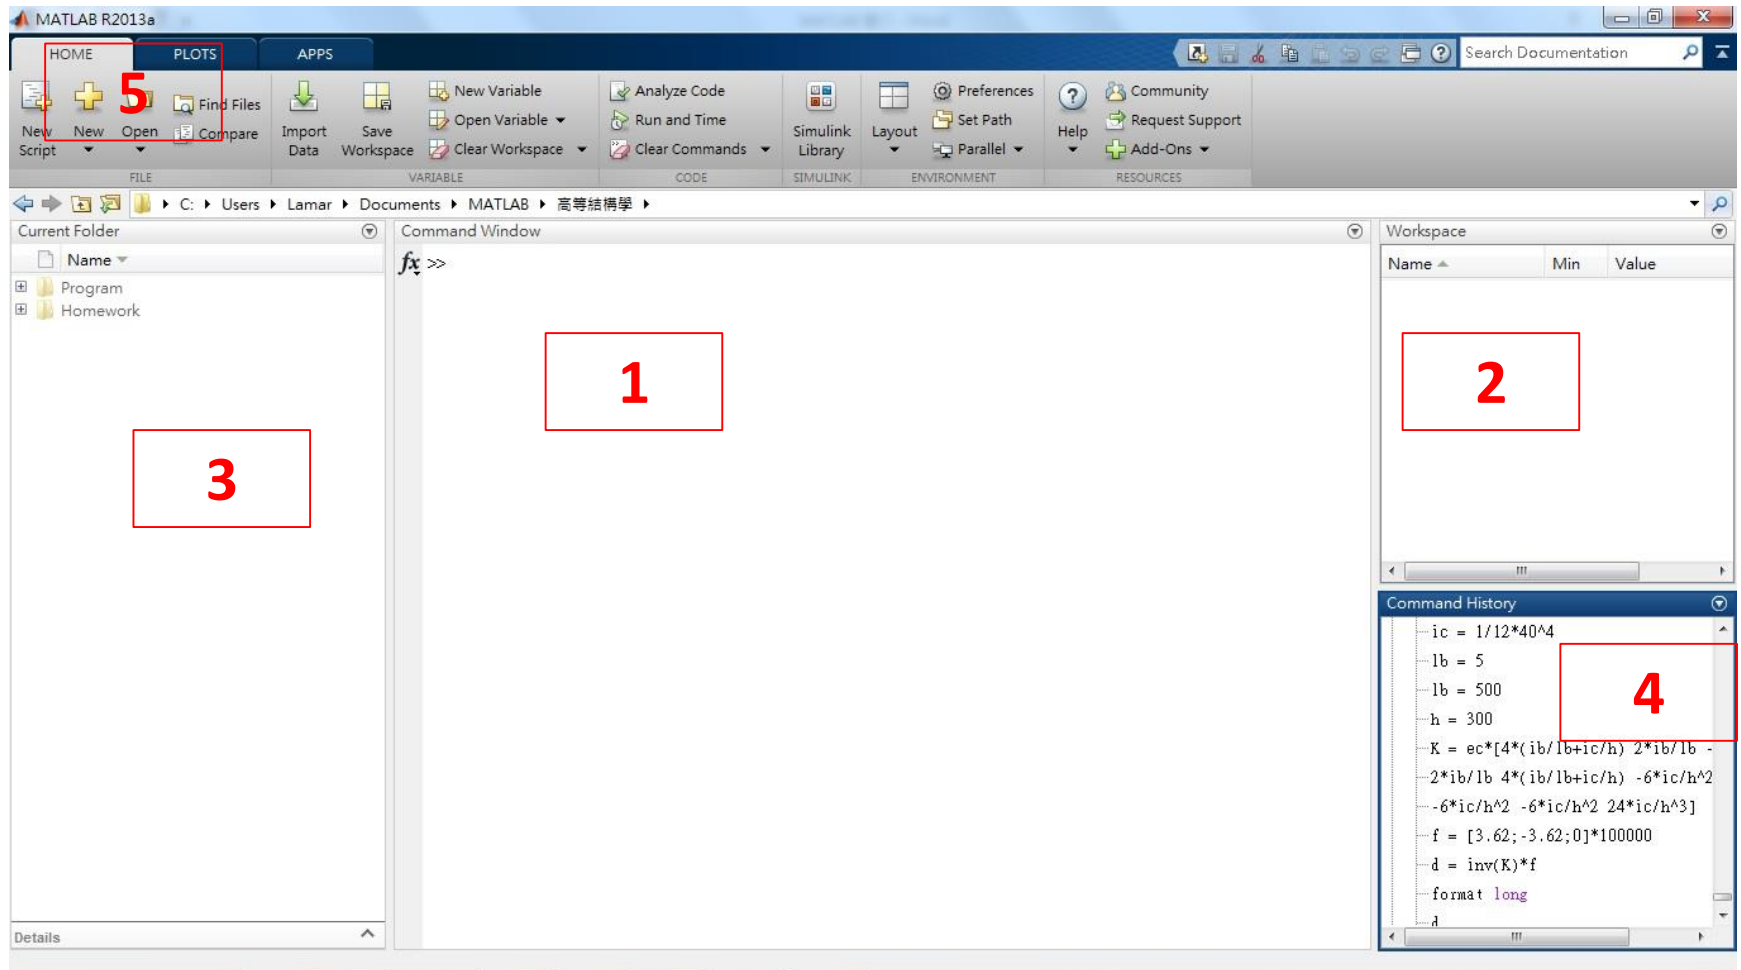 MATLAB R2013a
HOME PLOTS APPS
Search Documentation
5
New Script
New
Open
Find Files
Compare
Import Data
Save Workspace
New Variable
Open Variable
Clear Workspace
Analyze Code
Run and Time
Clear Commands
Simulink Library
Layout
Preferences
Set Path
Parallel
Help
Community
Request Support
Add-Ons
FILE VARIABLE CODE SIMULINK ENVIRONMENT RESOURCES
C: Users Lamar Documents MATLAB 高等結構學
Current Folder
Name
Program
Homework
3
Details
Command Window
fx >>
1
Workspace
Name Min Value
2
Command History
ic = 1/12*40^4
lb = 5
lb = 500
h = 300
K = ec*[4*(ib/lb+ic/h) 2*ib/lb -
2*ib/lb 4*(ib/lb+ic/h) -6*ic/h^2
-6*ic/h^2 -6*ic/h^2 24*ic/h^3]
f = [3.62;-3.62;0]*100000
d = inv(K)*f
format long
d
4